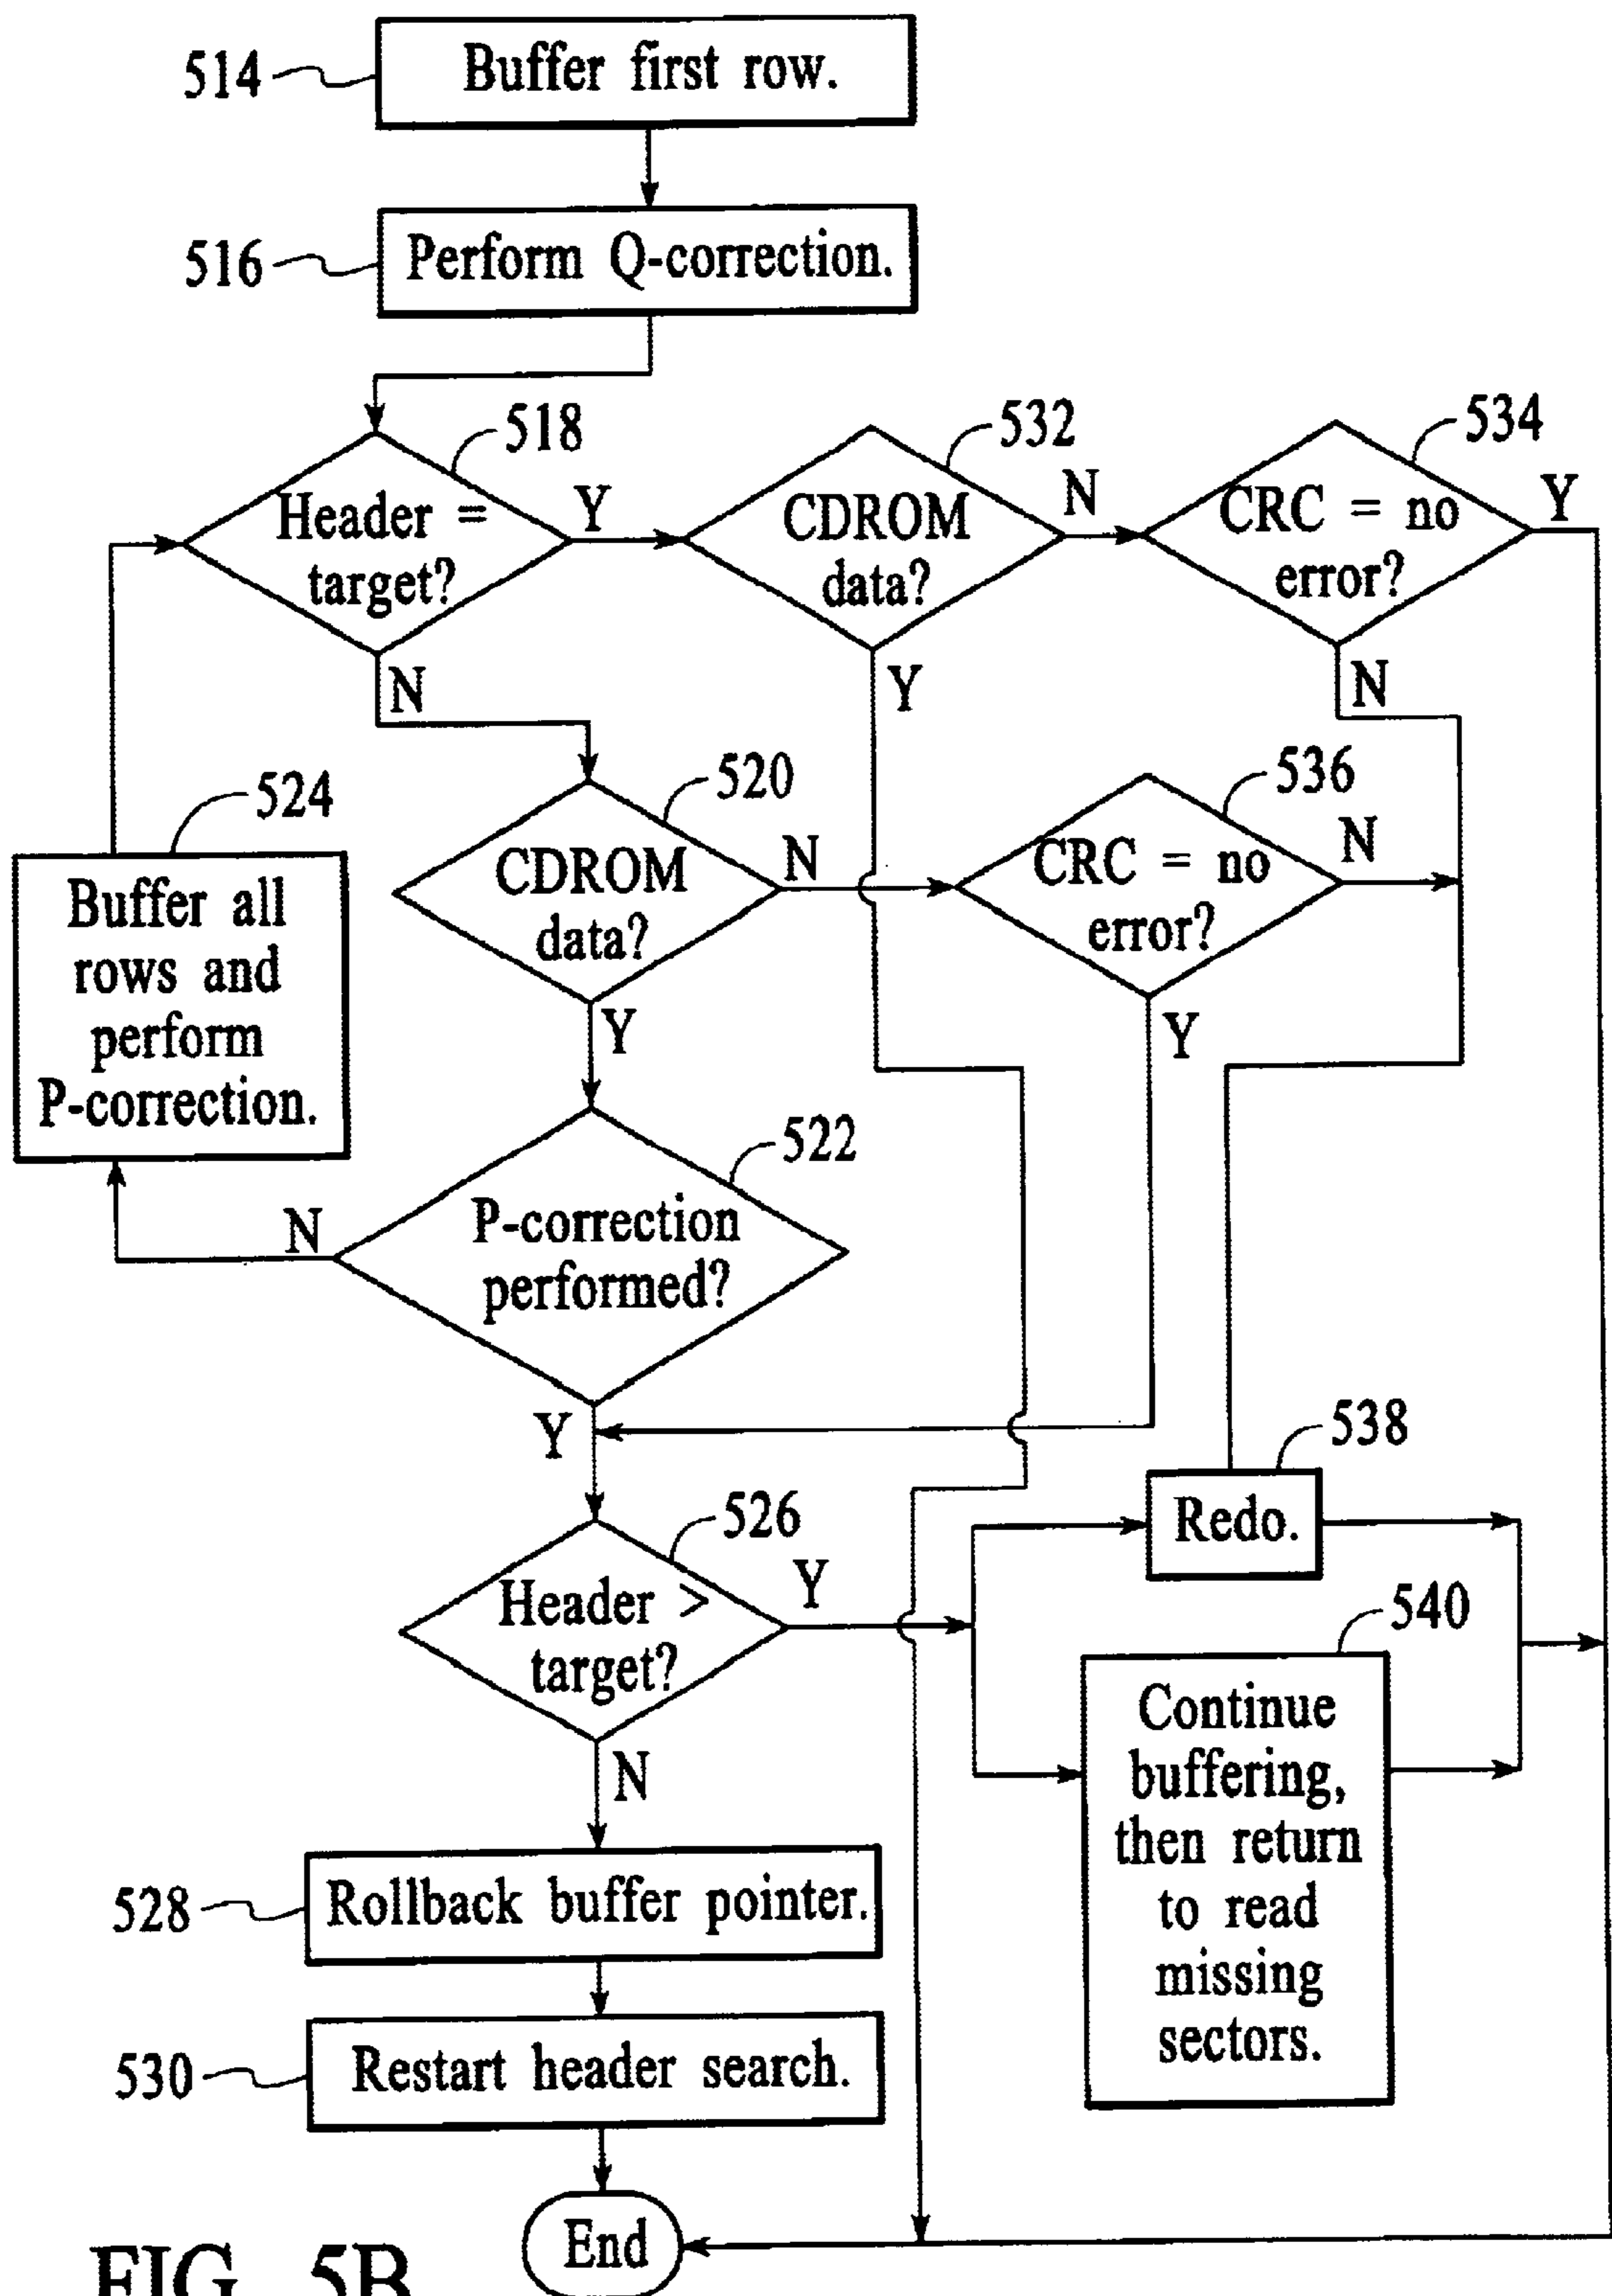 514
Buffer first row.
516
Perform Q-correction.
518
Header =
target?
Y
N
532
CDROM
data?
N
Y
534
CRC = no
error?
Y
N
524
Buffer all
rows and
perform
P-correction.
520
CDROM
data?
N
Y
536
CRC = no
error?
N
Y
522
P-correction
performed?
N
Y
526
Header >
target?
Y
N
538
Redo.
540
Continue
buffering,
then return
to read
missing
sectors.
528
Rollback buffer pointer.
530
Restart header search.
End
FIG. 5B